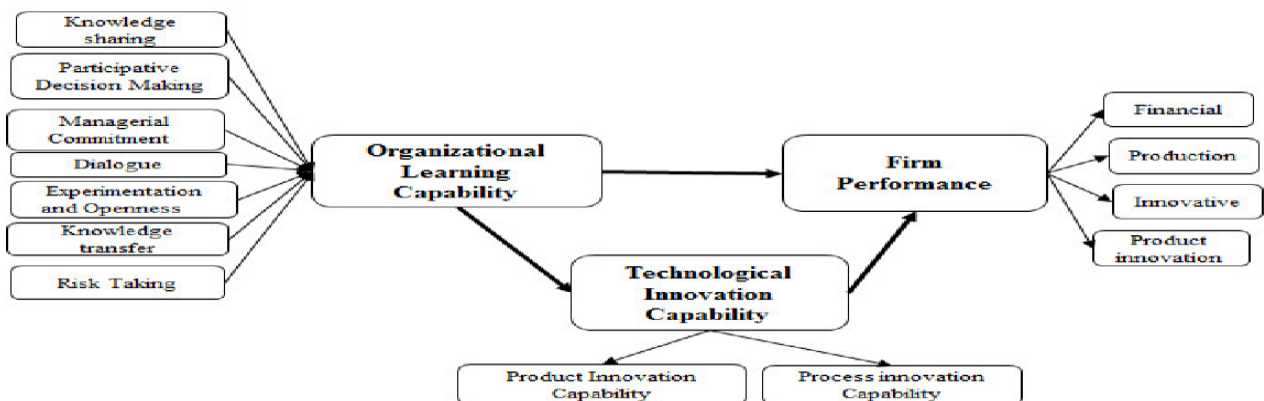 Knowledge
sharing
Participative
Decision Making
Managerial
Commitment
Dialogue
Experimentation
and Openness
Knowledge
transfer
Risk Taking
Organizational
Learning
Capability
Technological
Innovation
Capability
Product Innovation
Capability
Process innovation
Capability
Firm
Performance
Financial
Production
Innovative
Product
innovation